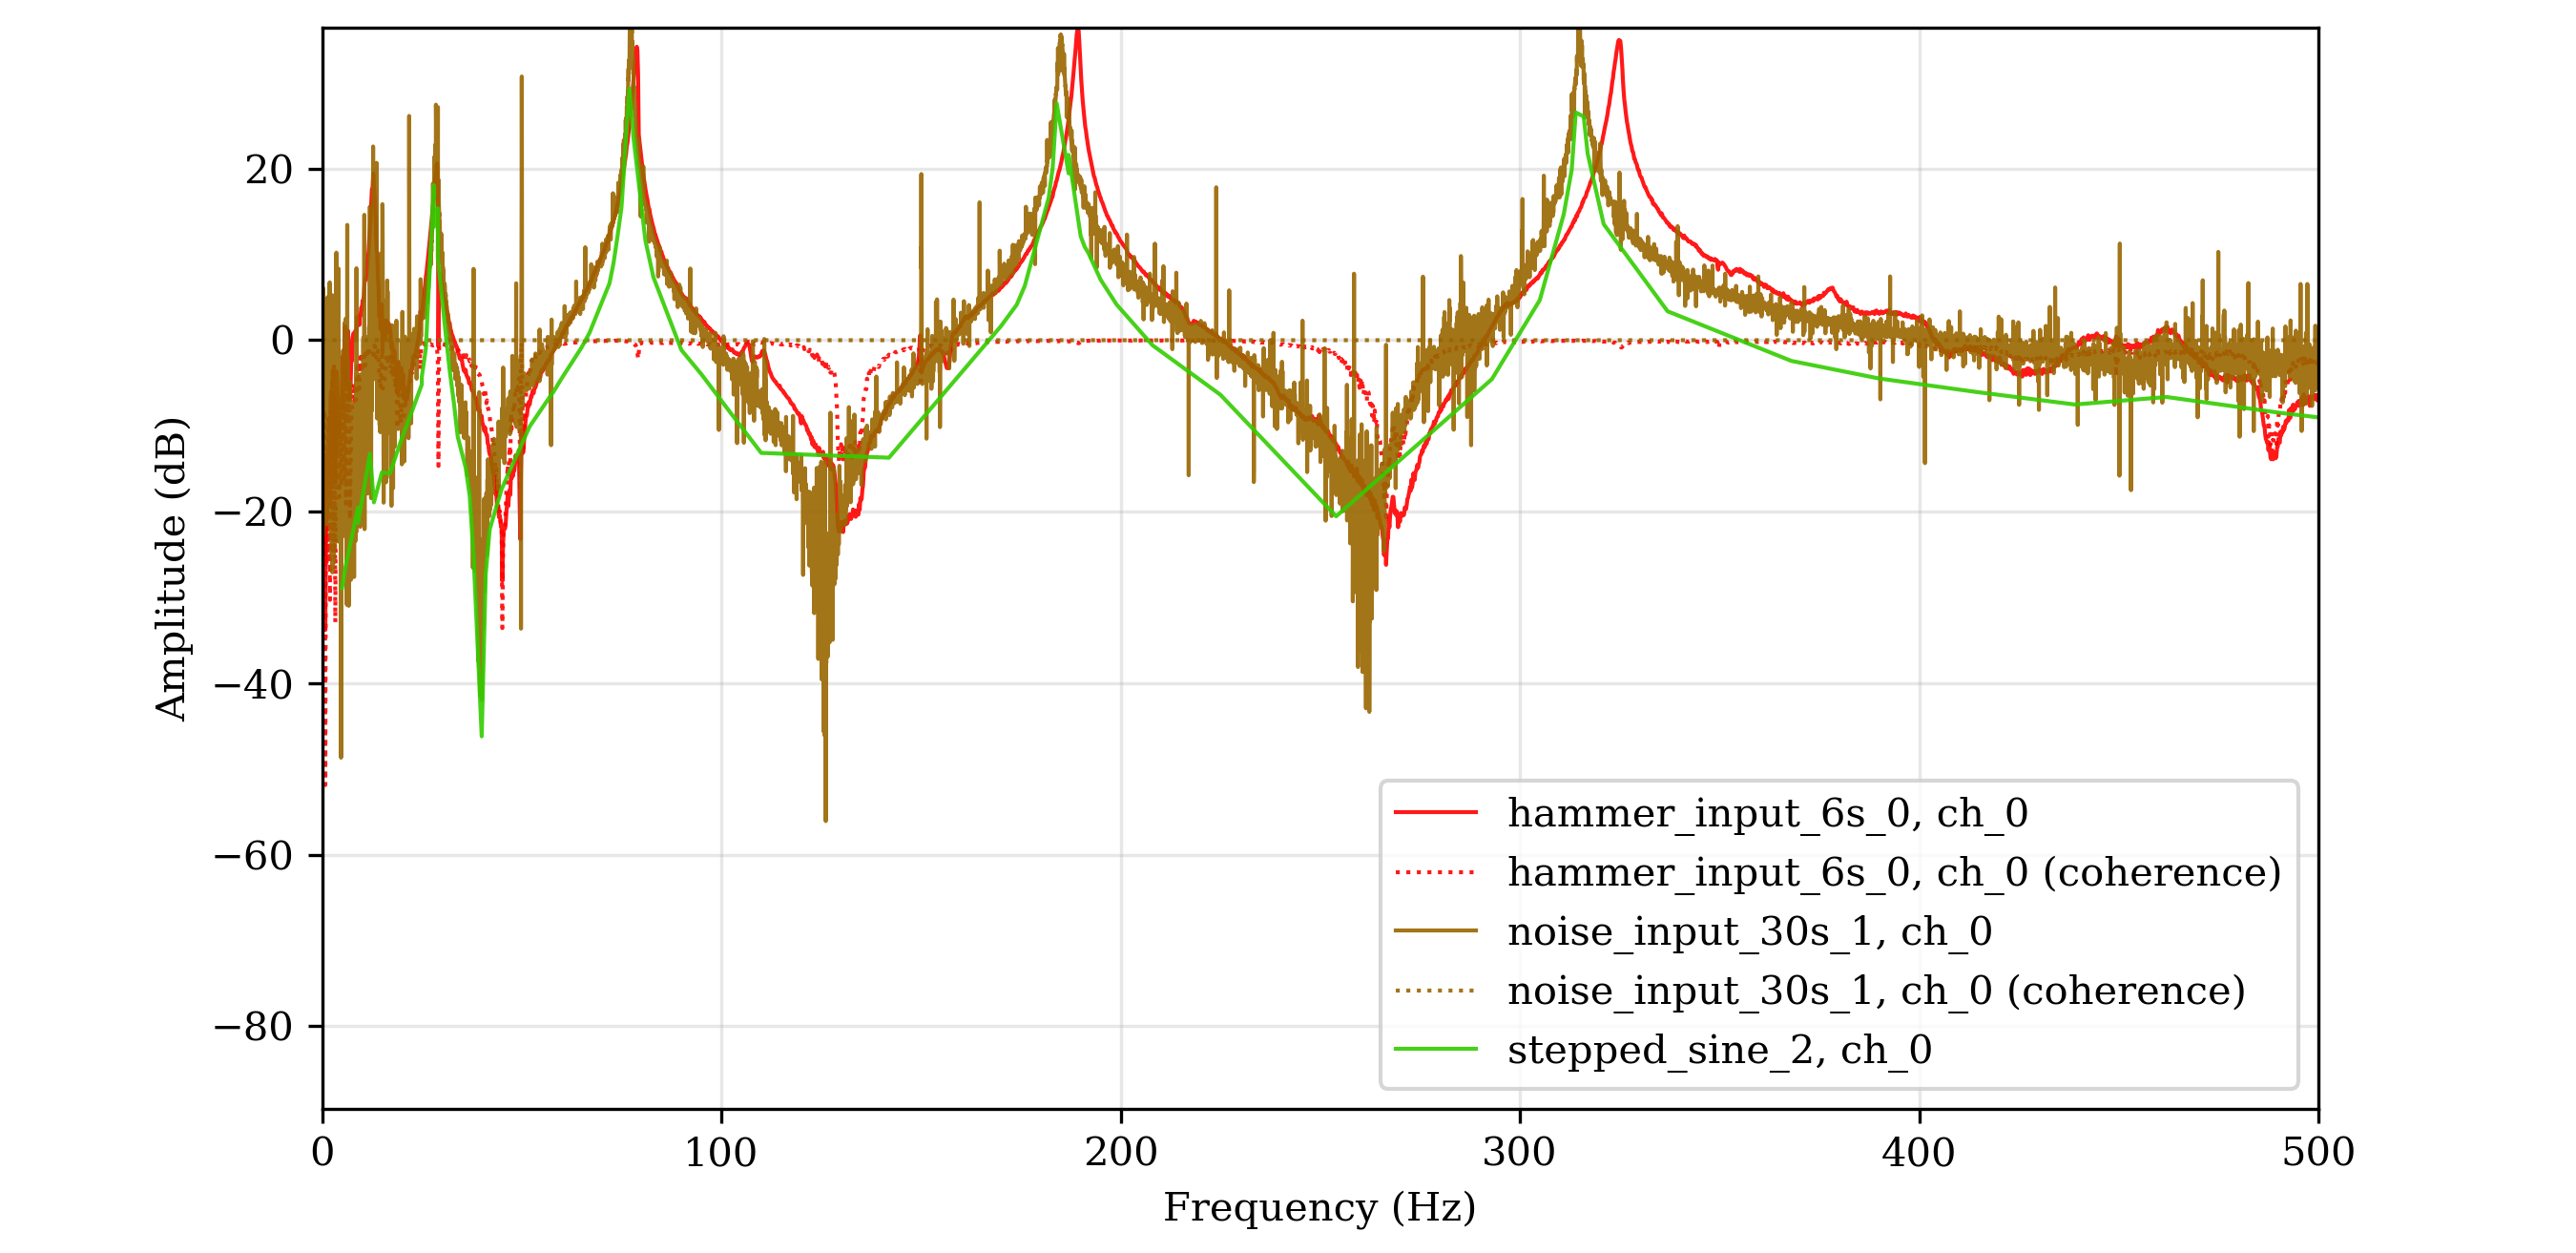 20
0
−20
−40
−60
−80
Amplitude (dB)
hammer_input_6s_0, ch_0
hammer_input_6s_0, ch_0 (coherence)
noise_input_30s_1, ch_0
noise_input_30s_1, ch_0 (coherence)
stepped_sine_2, ch_0
0 100 200 300 400 500
Frequency (Hz)